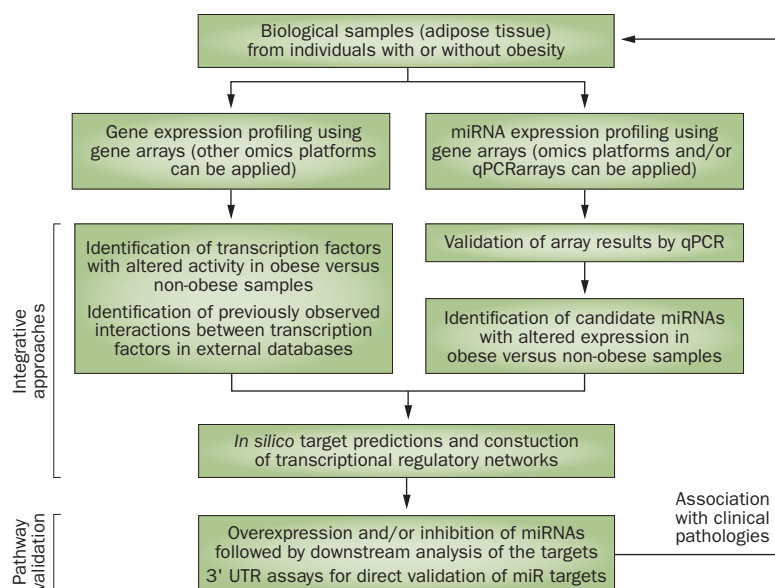 Biological samples (adipose tissue)
from individuals with or without obesity
Gene expression profiling using
gene arrays (other omics platforms
can be applied)
miRNA expression profiling using
gene arrays (omics platforms and/or
qPCRarrays can be applied)
Integrative
approaches
Identification of transcription factors
with altered activity in obese versus
non-obese samples
Identification of previously observed
interactions between transcription
factors in external databases
Validation of array results by qPCR
Identification of candidate miRNAs
with altered expression in
obese versus non-obese samples
In silico target predictions and constuction
of transcriptional regulatory networks
Pathway
validation
Overexpression and/or inhibition of miRNAs
followed by downstream analysis of the targets
3' UTR assays for direct validation of miR targets
Association
with clinical
pathologies